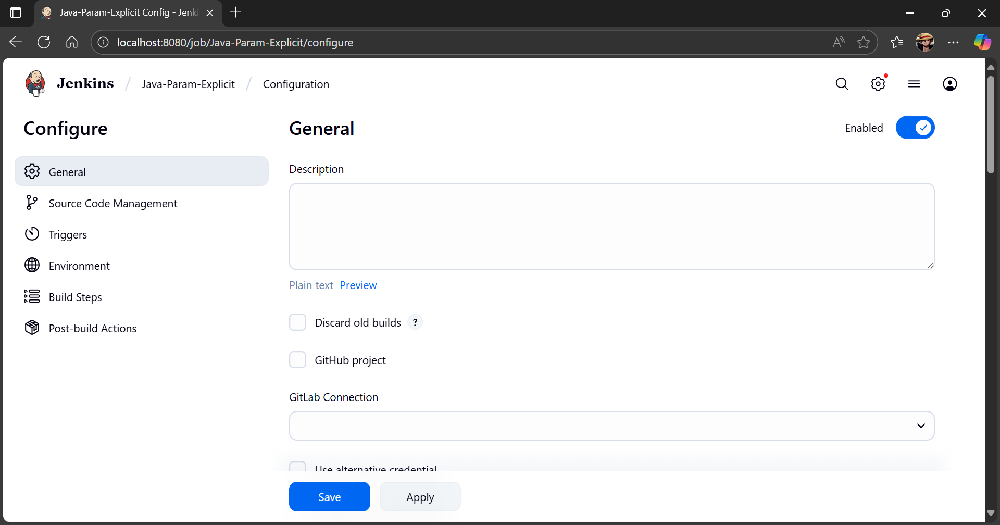 Java-Param-Explicit Config - Jenki
localhost:8080/job/Java-Param-Explicit/configure
Jenkins / Java-Param-Explicit / Configuration
Configure
General
Source Code Management
Triggers
Environment
Build Steps
Post-build Actions
General
Enabled
Description
Plain text Preview
Discard old builds ?
GitHub project
GitLab Connection
Use alternative credential
Save
Apply